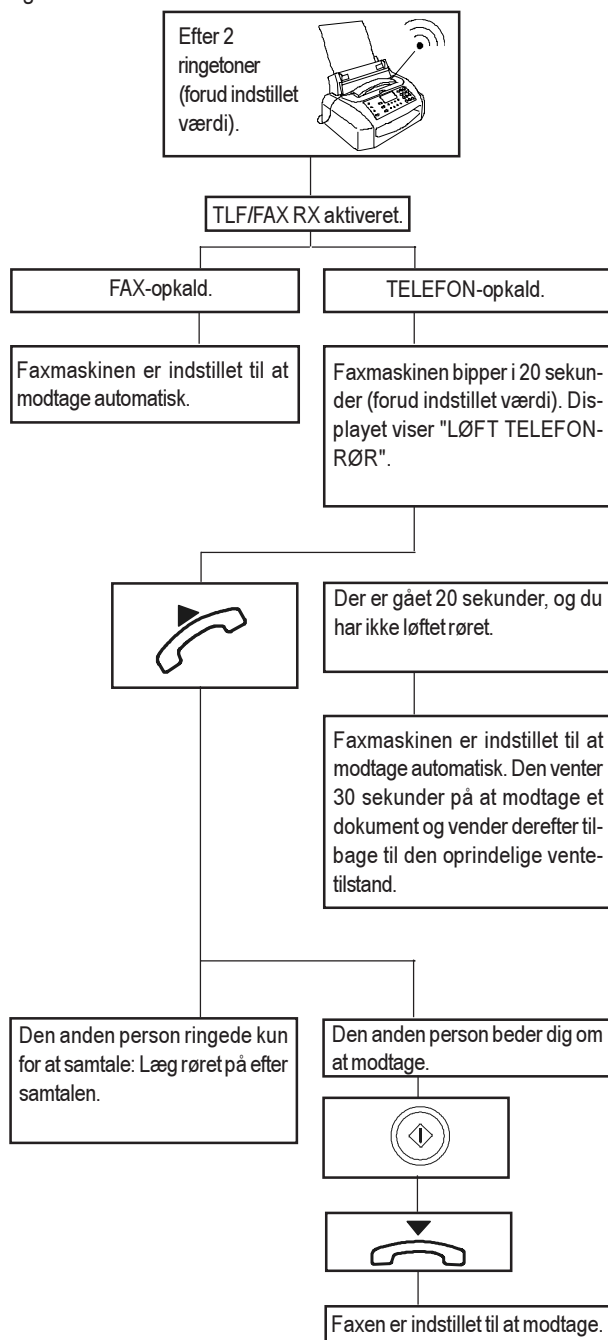 Efter 2
ringetoner
(forud indstillet
værdi).
TLF/FAX RX aktiveret.
FAX-opkald.
TELEFON-opkald.
Faxmaskinen er indstillet til at
modtage automatisk.
Faxmaskinen bipper i 20 sekun-
der (forud indstillet værdi). Dis-
playet viser "LØFT TELEFON-
RØR".
Der er gået 20 sekunder, og du
har ikke løftet røret.
Faxmaskinen er indstillet til at
modtage automatisk. Den venter
30 sekunder på at modtage et
dokument og vender derefter til-
bage til den oprindelige vente-
tilstand.
Den anden person ringede kun
for at samtale: Læg røret på efter
samtalen.
Den anden person beder dig om
at modtage.
Faxen er indstillet til at modtage.